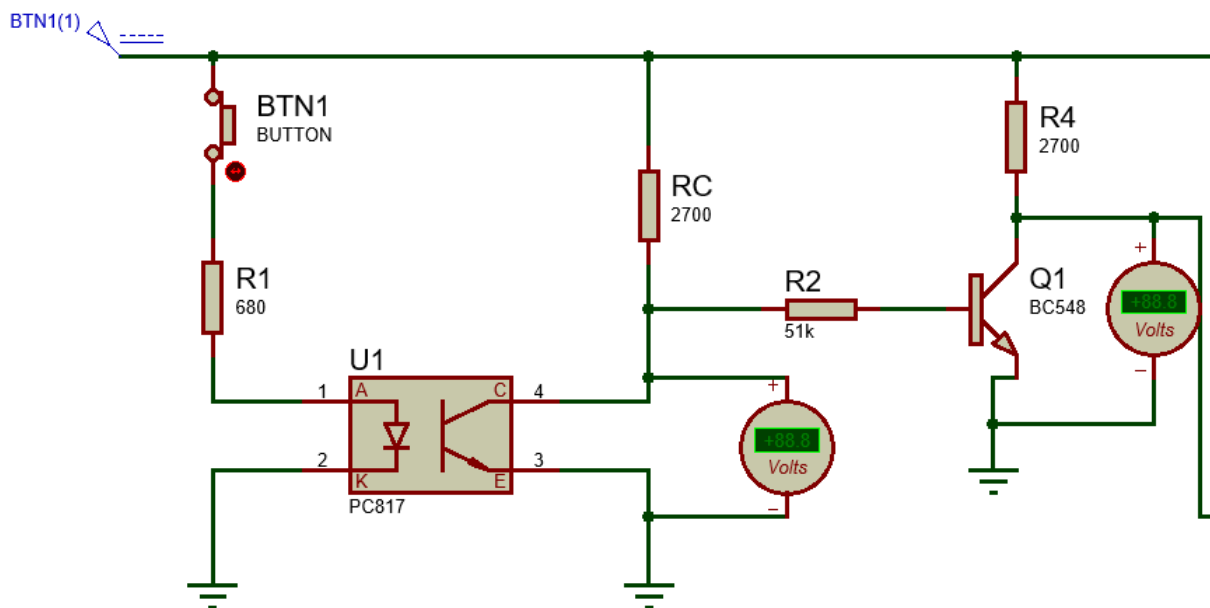 BTN1(1)
BTN1
BUTTON
R4
2700
RC
2700
R1
680
R2
51k
Q1
BC548
+
+88.8
Volts
−
U1
1
A
C
4
2
K
E
3
PC817
+
+88.8
Volts
−